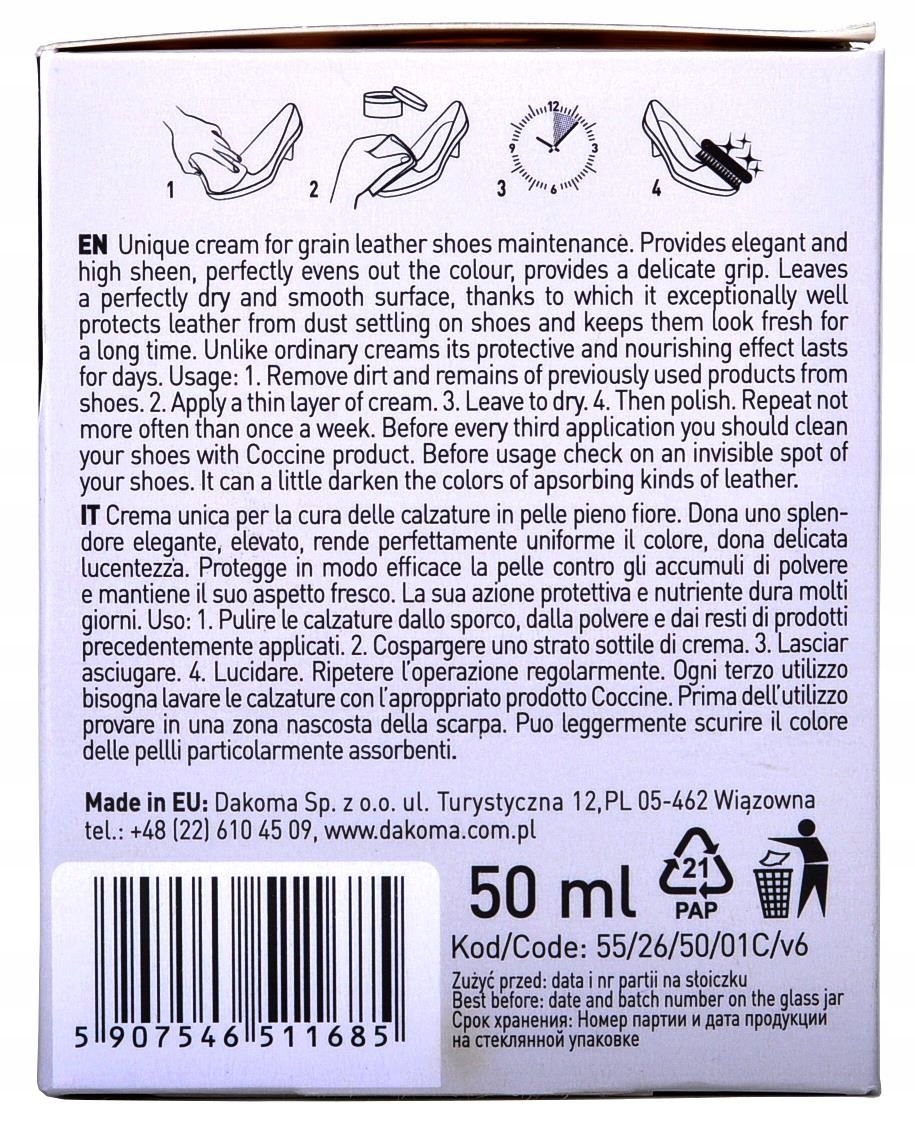 1
2
12
3
6
9
3
4
EN Unique cream for grain leather shoes maintenance. Provides elegant and
high sheen, perfectly evens out the colour, provides a delicate grip. Leaves
a perfectly dry and smooth surface, thanks to which it exceptionally well
protects leather from dust settling on shoes and keeps them look fresh for
a long time. Unlike ordinary creams its protective and nourishing effect lasts
for days. Usage: 1. Remove dirt and remains of previously used products from
shoes. 2. Apply a thin layer of cream. 3. Leave to dry. 4. Then polish. Repeat not
more often than once a week. Before every third application you should clean
your shoes with Coccine product. Before usage check on an invisible spot of
your shoes. It can a little darken the colors of apsorbing kinds of leather.
IT Crema unica per la cura delle calzature in pelle pieno fiore. Dona uno splen-
dore elegante, elevato, rende perfettamente uniforme il colore, dona delicata
lucentezza. Protegge in modo efficace la pelle contro gli accumuli di polvere
e mantiene il suo aspetto fresco. La sua azione protettiva e nutriente dura molti
giorni. Uso: 1. Pulire le calzature dallo sporco, dalla polvere e dai resti di prodotti
precedentemente applicati. 2. Cospargere uno strato sottile di crema. 3. Lasciar
asciugare. 4. Lucidare. Ripetere l'operazione regolarmente. Ogni terzo utilizzo
bisogna lavare le calzature con l'aproppriato prodotto Coccine. Prima dell'utilizzo
provare in una zona nascosta della scarpa. Puo leggermente scurire il colore
delle pellli particolarmente assorbenti.
Made in EU: Dakoma Sp. z o.o. ul. Turystyczna 12,PL 05-462 Wiązowna
tel.: +48 (22) 610 45 09, www.dakoma.com.pl
50 ml
21
PAP
Kod/Code: 55/26/50/01C/v6
Zużyć przed: data i nr partii na słoiczku
Best before: date and batch number on the glass jar
Срок хранения: Номер партии и дата продукции
на стеклянной упаковке
5 907546 511685